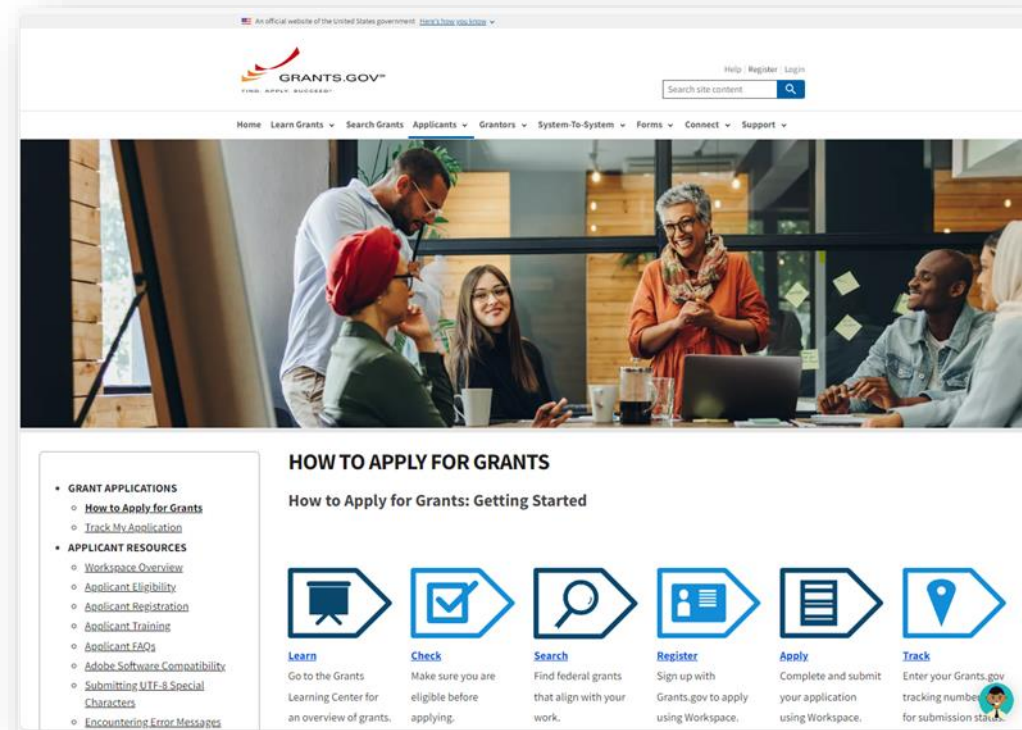 An official website of the United States government Here's how you know
GRANTS.GOV℠
FIND. APPLY. SUCCEED.℠
Help | Register | Login
Search site content
Home Learn Grants Search Grants Applicants Grantors System-To-System Forms Connect Support
HOW TO APPLY FOR GRANTS
How to Apply for Grants: Getting Started
GRANT APPLICATIONS
How to Apply for Grants
Track My Application
APPLICANT RESOURCES
Workspace Overview
Applicant Eligibility
Applicant Registration
Applicant Training
Applicant FAQs
Adobe Software Compatibility
Submitting UTF-8 Special
Characters
Encountering Error Messages
Learn
Go to the Grants
Learning Center for
an overview of grants.
Check
Make sure you are
eligible before
applying.
Search
Find federal grants
that align with your
work.
Register
Sign up with
Grants.gov to apply
using Workspace.
Apply
Complete and submit
your application
using Workspace.
Track
Enter your Grants.gov
tracking number
for submission status.